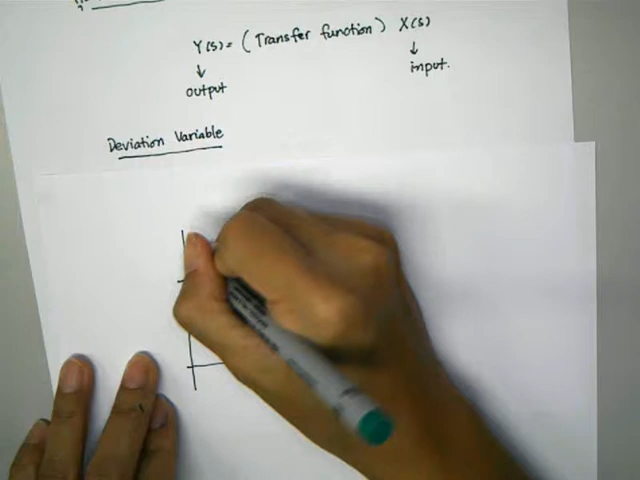 Y(s) = (Transfer function) X(s)
↓ ↓
output input.
Deviation Variable